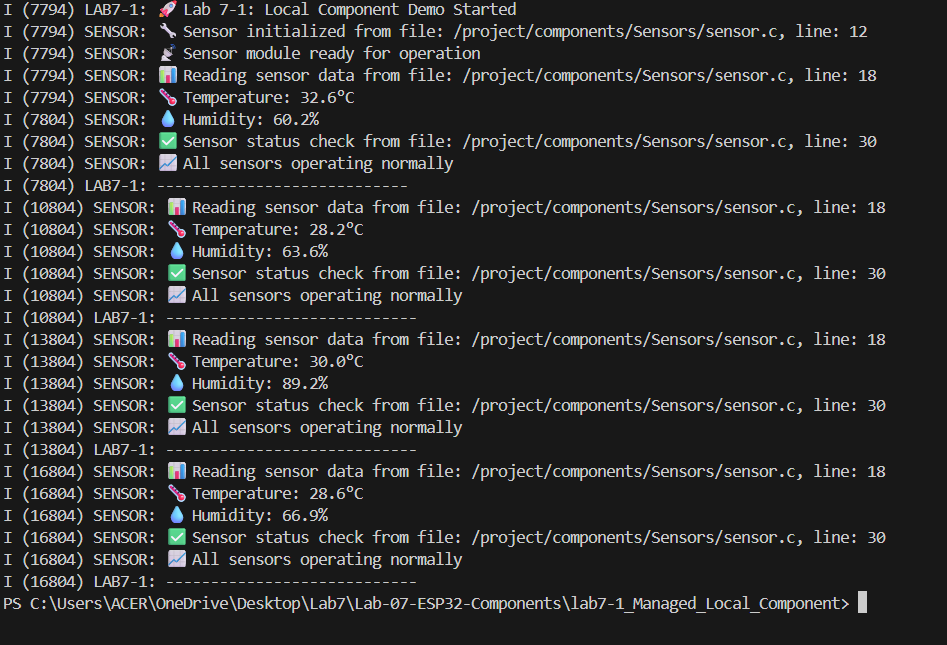 I (7794) LAB7-1: 🚀 Lab 7-1: Local Component Demo Started
I (7794) SENSOR: 🔧 Sensor initialized from file: /project/components/Sensors/sensor.c, line: 12
I (7794) SENSOR: 📡 Sensor module ready for operation
I (7794) SENSOR: 📊 Reading sensor data from file: /project/components/Sensors/sensor.c, line: 18
I (7794) SENSOR: 🌡️ Temperature: 32.6°C
I (7804) SENSOR: 💧 Humidity: 60.2%
I (7804) SENSOR: ✅ Sensor status check from file: /project/components/Sensors/sensor.c, line: 30
I (7804) SENSOR: 📈 All sensors operating normally
I (7804) LAB7-1: ----------------------------
I (10804) SENSOR: 📊 Reading sensor data from file: /project/components/Sensors/sensor.c, line: 18
I (10804) SENSOR: 🌡️ Temperature: 28.2°C
I (10804) SENSOR: 💧 Humidity: 63.6%
I (10804) SENSOR: ✅ Sensor status check from file: /project/components/Sensors/sensor.c, line: 30
I (10804) SENSOR: 📈 All sensors operating normally
I (10804) LAB7-1: ----------------------------
I (13804) SENSOR: 📊 Reading sensor data from file: /project/components/Sensors/sensor.c, line: 18
I (13804) SENSOR: 🌡️ Temperature: 30.0°C
I (13804) SENSOR: 💧 Humidity: 89.2%
I (13804) SENSOR: ✅ Sensor status check from file: /project/components/Sensors/sensor.c, line: 30
I (13804) SENSOR: 📈 All sensors operating normally
I (13804) LAB7-1: ----------------------------
I (16804) SENSOR: 📊 Reading sensor data from file: /project/components/Sensors/sensor.c, line: 18
I (16804) SENSOR: 🌡️ Temperature: 28.6°C
I (16804) SENSOR: 💧 Humidity: 66.9%
I (16804) SENSOR: ✅ Sensor status check from file: /project/components/Sensors/sensor.c, line: 30
I (16804) SENSOR: 📈 All sensors operating normally
I (16804) LAB7-1: ----------------------------
PS C:\Users\ACER\OneDrive\Desktop\Lab7\Lab-07-ESP32-Components\lab7-1_Managed_Local_Component>